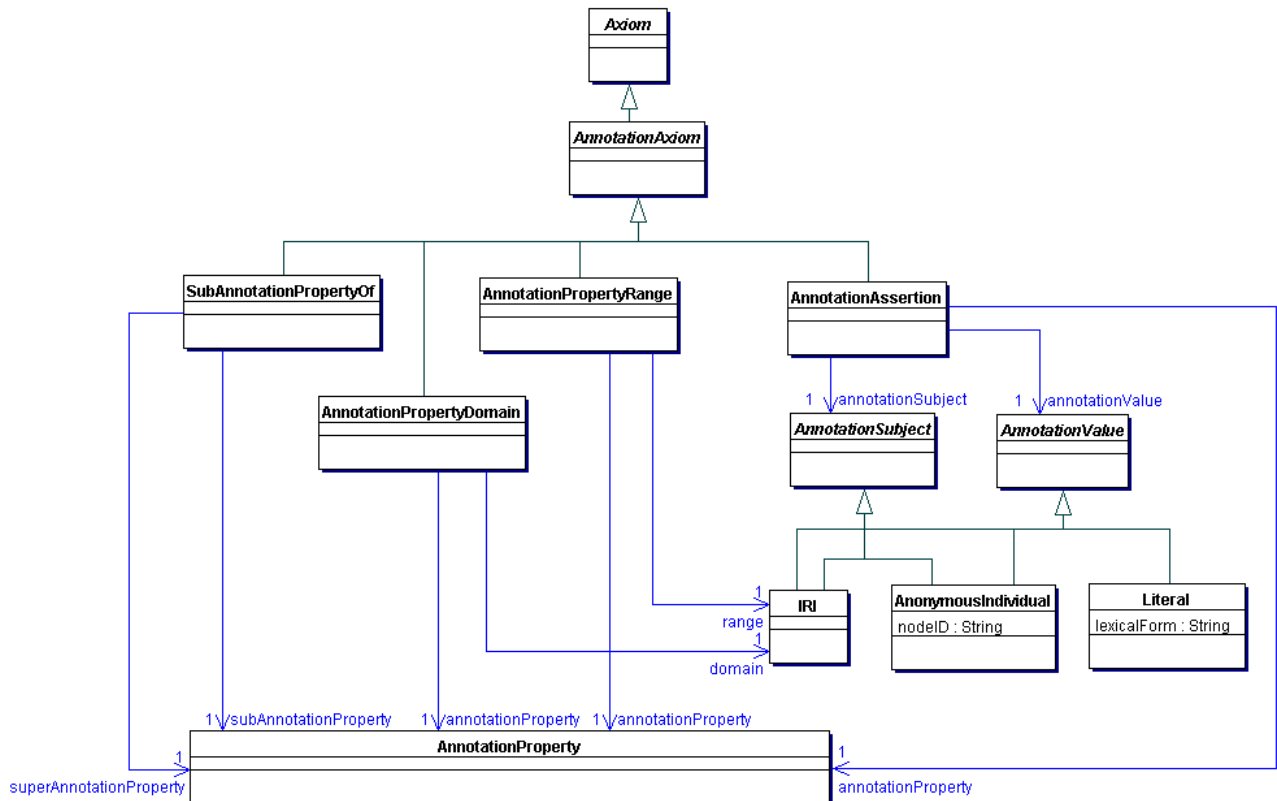 Axiom
AnnotationAxiom
SubAnnotationPropertyOf
AnnotationPropertyRange
AnnotationAssertion
AnnotationPropertyDomain
1 annotationSubject
1 annotationValue
AnnotationSubject
AnnotationValue
1
range
IRI
1
domain
AnonymousIndividual
nodeID : String
Literal
lexicalForm : String
1 subAnnotationProperty
1 annotationProperty
1 annotationProperty
AnnotationProperty
1
superAnnotationProperty
1
annotationProperty